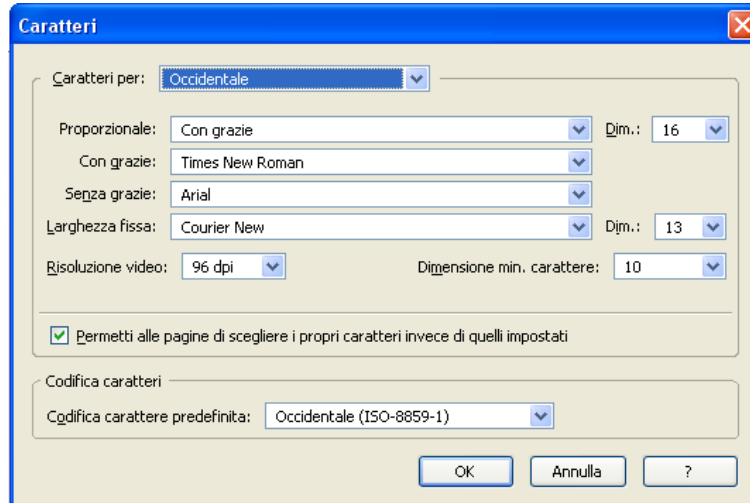 Caratteri
Caratteri per: Occidentale
Proporzionale: Con grazie Dim.: 16
Con grazie: Times New Roman
Senza grazie: Arial
Larghezza fissa: Courier New Dim.: 13
Risoluzione video: 96 dpi Dimensione min. carattere: 10
Permetti alle pagine di scegliere i propri caratteri invece di quelli impostati
Codifica caratteri
Codifica carattere predefinita: Occidentale (ISO-8859-1)
OK Annulla ?